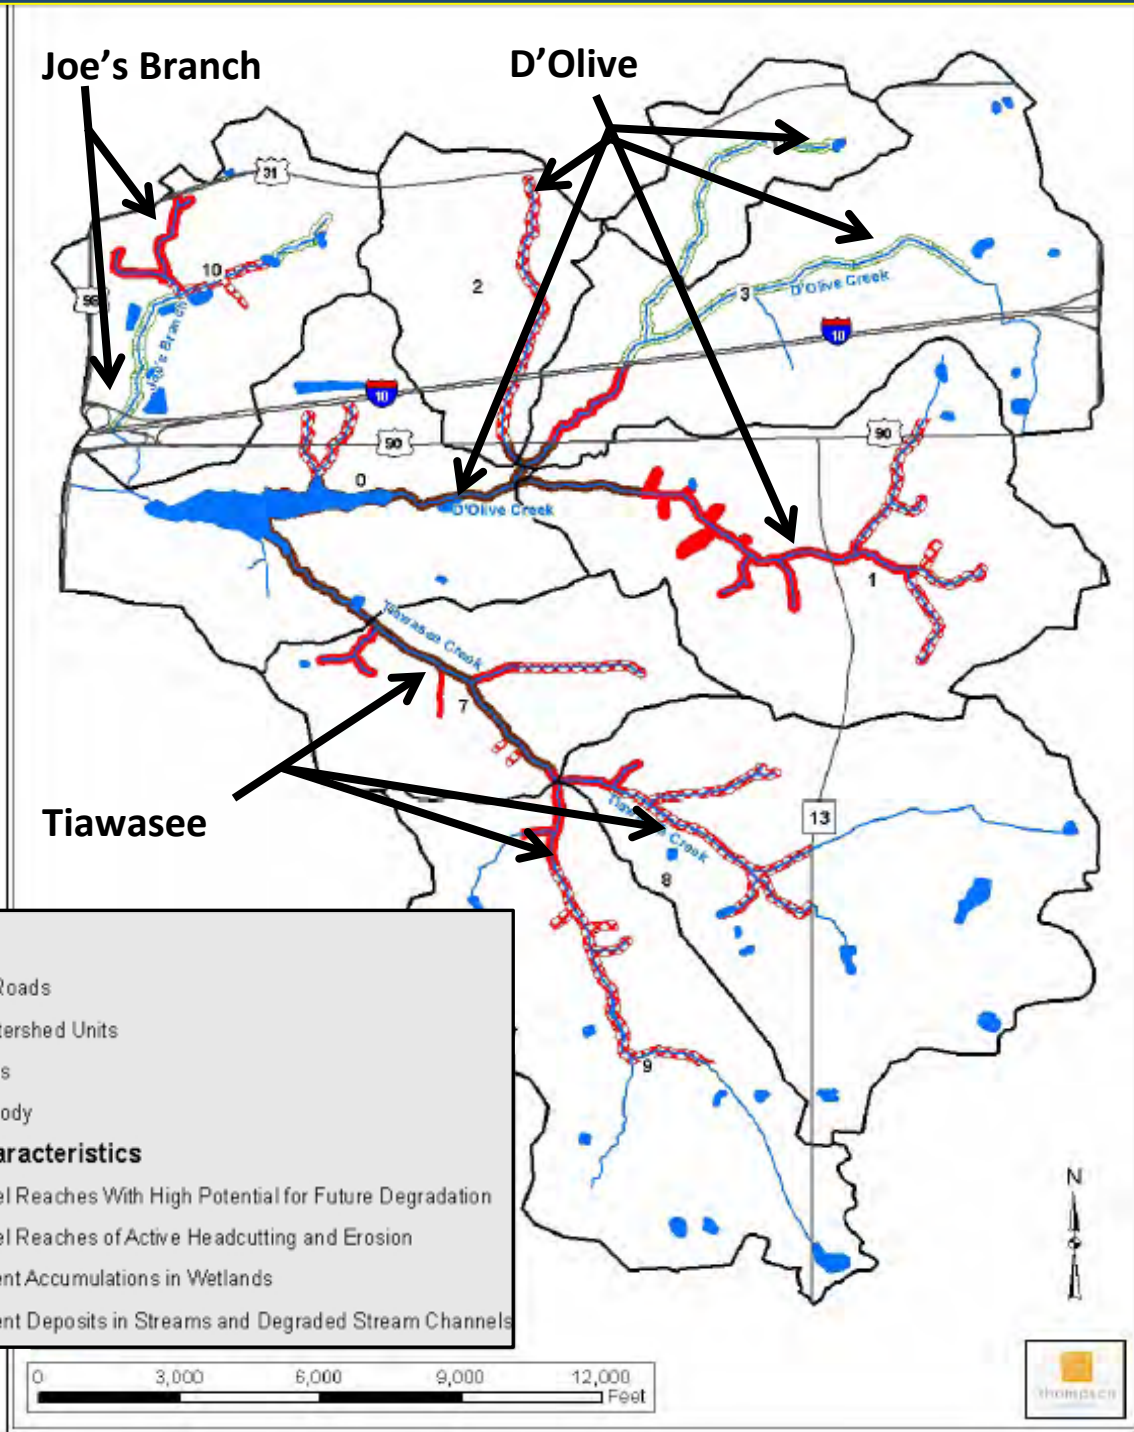 Joe's Branch
D'Olive
31
10
98
2
3
D'Olive Creek
10
Joe's Branch
10
90
90
0
D'Olive Creek
1
Tiawasee Creek
7
Tiawasee
13
Creek
8
9
Roads
tershed Units
s
ody
aracteristics
el Reaches With High Potential for Future Degradation
el Reaches of Active Headcutting and Erosion
ent Accumulations in Wetlands
ent Deposits in Streams and Degraded Stream Channels
N
0 3,000 6,000 9,000 12,000
Feet
thompson